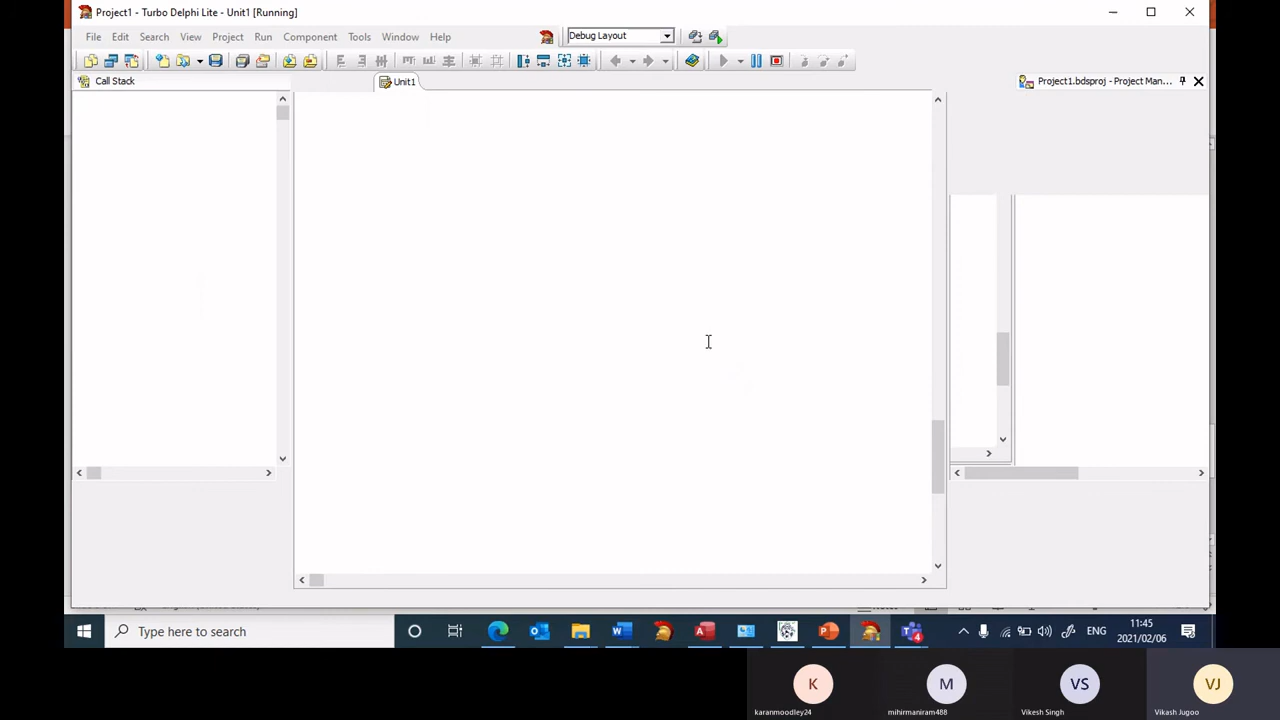 Project1 - Turbo Delphi Lite - Unit1 [Running]
File Edit Search View Project Run Component Tools Window Help
Debug Layout
Call Stack
Unit1
Project1.bdsproj - Project Man...
Type here to search
4
ENG
11:45
2021/02/06
K
M
VS
VJ
karanmoodley24
mihirmaniram488
Vikesh Singh
Vikash Jugoo